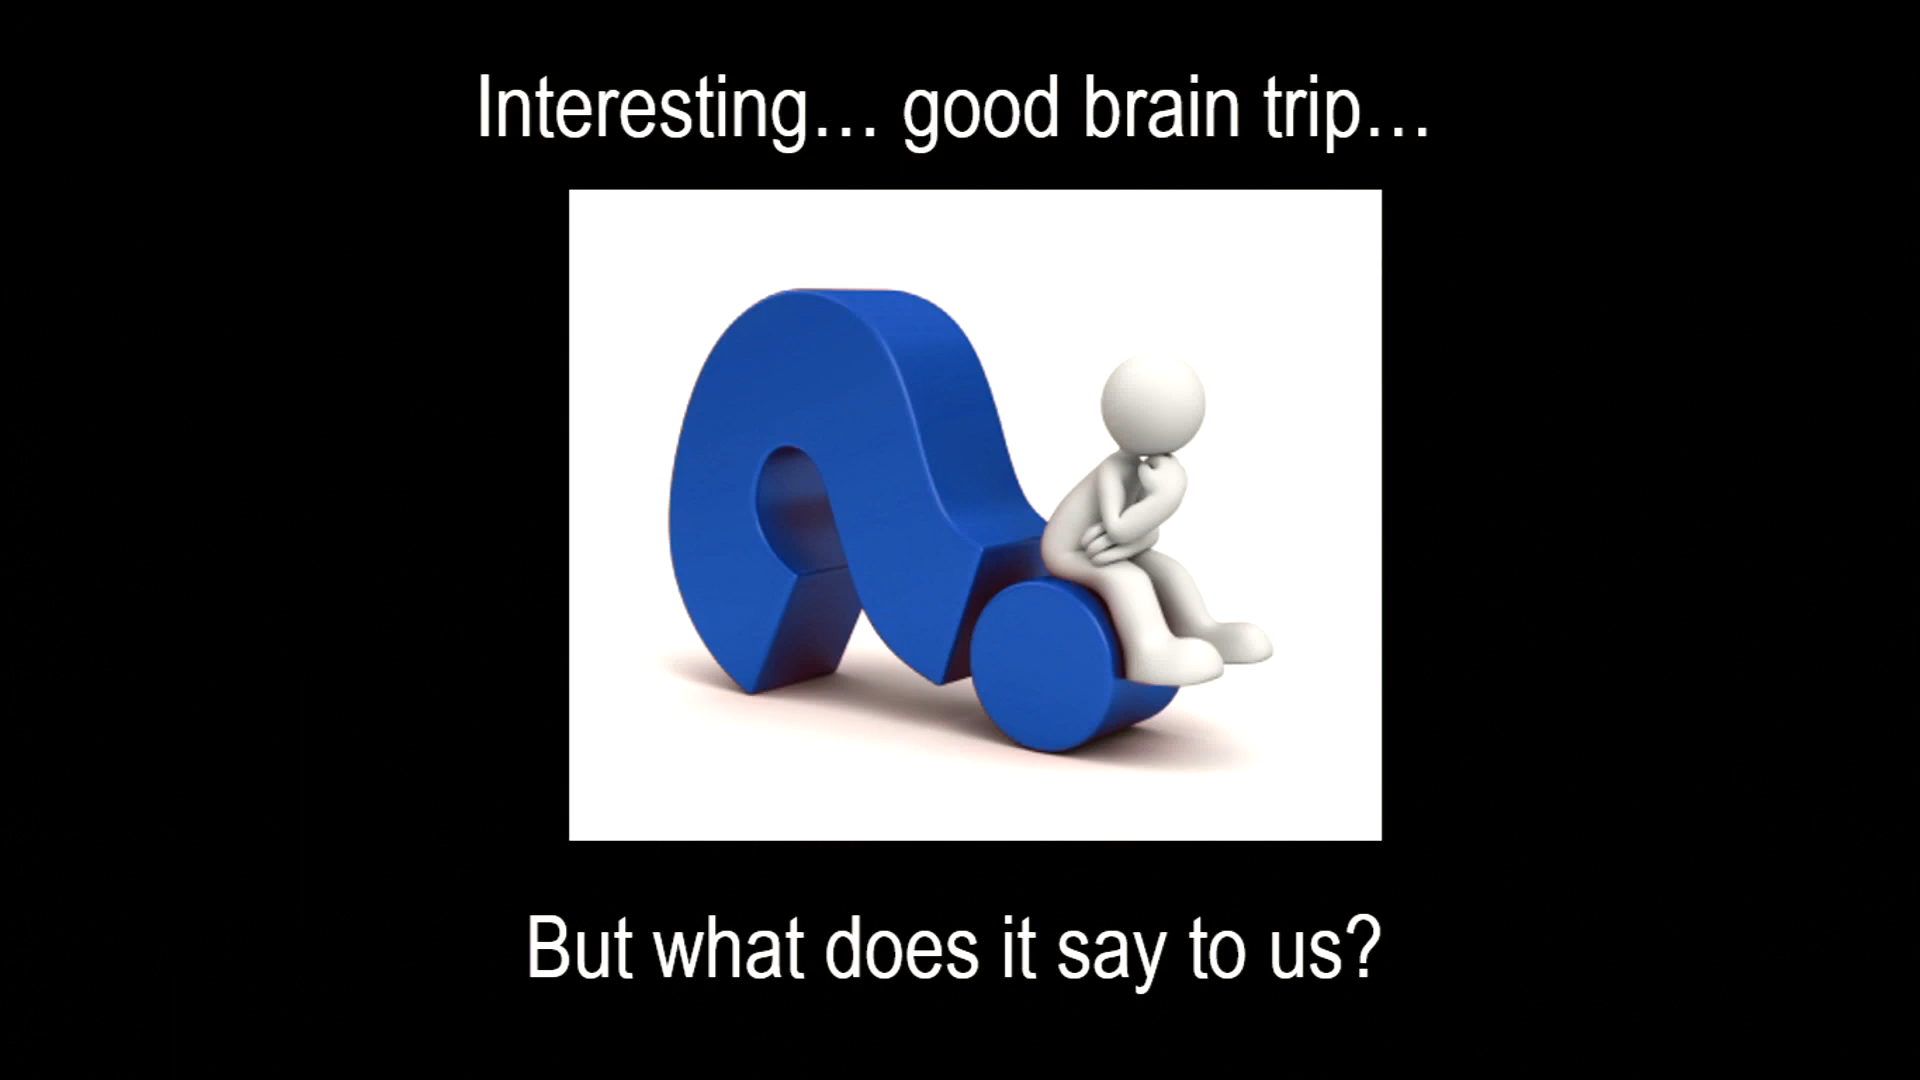 Interesting… good brain trip…
But what does it say to us?